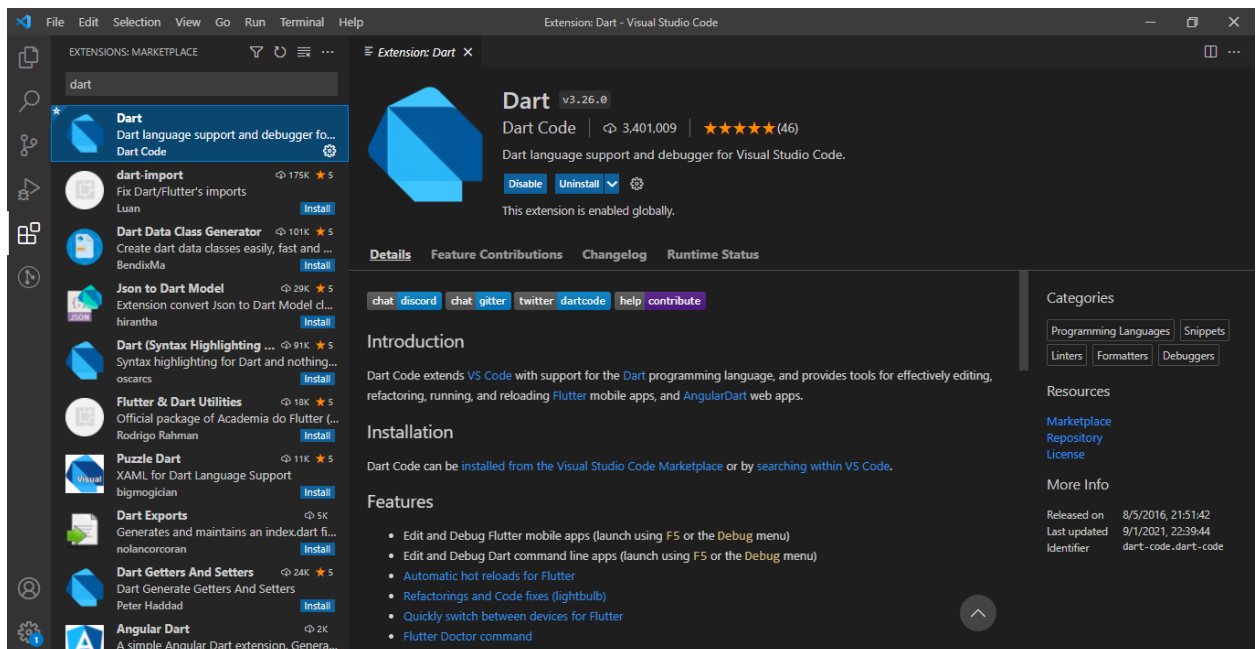 File Edit Selection View Go Run Terminal Help
Extension: Dart - Visual Studio Code
EXTENSIONS: MARKETPLACE
dart
Dart
Dart language support and debugger fo...
Dart Code
dart-import 175K 5
Fix Dart/Flutter's imports
Luan Install
Dart Data Class Generator 101K 5
Create dart data classes easily, fast and ...
BendixMa Install
Json to Dart Model 29K 5
Extension convert Json to Dart Model cl...
hirantha Install
JSON
Dart (Syntax Highlighting ... 91K 5
Syntax highlighting for Dart and nothing...
oscarcs Install
Flutter & Dart Utilities 18K 5
Official package of Academia do Flutter (...
Rodrigo Rahman Install
Puzzle Dart 11K 5
XAML for Dart Language Support
bigmogician Install
Visual
Dart Exports 5K
Generates and maintains an index.dart fi...
nolancorcoran Install
Dart Getters And Setters 24K 5
Dart Generate Getters And Setters
Peter Haddad Install
Angular Dart 2K
A simple Angular Dart extension. Genera...
1
Extension: Dart
Dart v3.26.0
Dart Code 3,401,009 (46)
Dart language support and debugger for Visual Studio Code.
Disable Uninstall
This extension is enabled globally.
Details Feature Contributions Changelog Runtime Status
chat discord chat gitter twitter dartcode help contribute
Introduction
Dart Code extends VS Code with support for the Dart programming language, and provides tools for effectively editing,
refactoring, running, and reloading Flutter mobile apps, and AngularDart web apps.
Installation
Dart Code can be installed from the Visual Studio Code Marketplace or by searching within VS Code.
Features
• Edit and Debug Flutter mobile apps (launch using F5 or the Debug menu)
• Edit and Debug Dart command line apps (launch using F5 or the Debug menu)
• Automatic hot reloads for Flutter
• Refactorings and Code fixes (lightbulb)
• Quickly switch between devices for Flutter
• Flutter Doctor command
Categories
Programming Languages Snippets
Linters Formatters Debuggers
Resources
Marketplace
Repository
License
More Info
Released on 8/5/2016, 21:51:42
Last updated 9/1/2021, 22:39:44
Identifier dart-code.dart-code